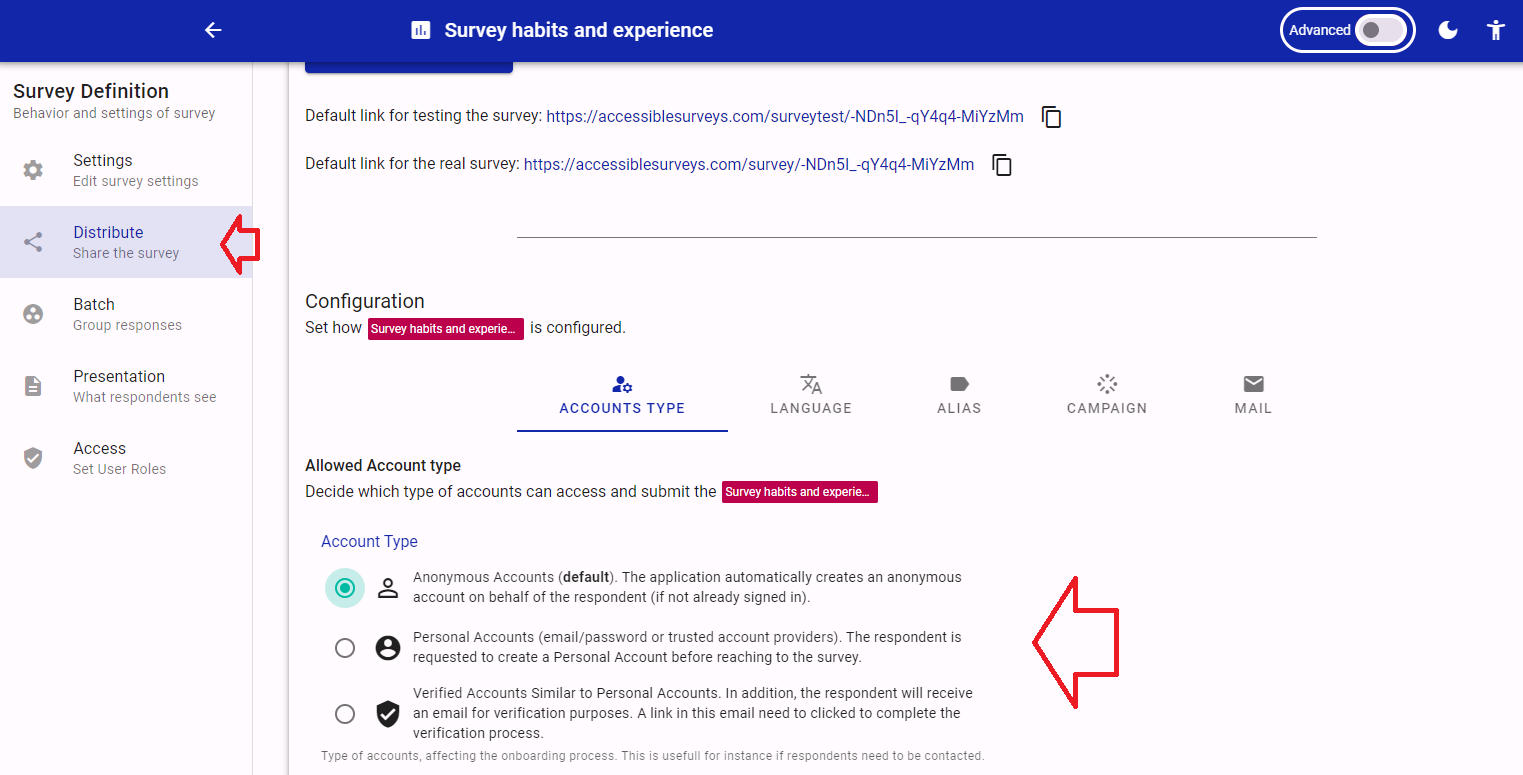 Survey habits and experience
Advanced
Survey Definition
Behavior and settings of survey
Settings
Edit survey settings
Distribute
Share the survey
Batch
Group responses
Presentation
What respondents see
Access
Set User Roles
Default link for testing the survey: https://accessiblesurveys.com/surveytest/-NDn5I_-qY4q4-MiYzMm
Default link for the real survey: https://accessiblesurveys.com/survey/-NDn5I_-qY4q4-MiYzMm
Configuration
Set how Survey habits and experie... is configured.
ACCOUNTS TYPE LANGUAGE ALIAS CAMPAIGN MAIL
Allowed Account type
Decide which type of accounts can access and submit the Survey habits and experie...
Account Type
Anonymous Accounts (default). The application automatically creates an anonymous
account on behalf of the respondent (if not already signed in).
Personal Accounts (email/password or trusted account providers). The respondent is
requested to create a Personal Account before reaching to the survey.
Verified Accounts Similar to Personal Accounts. In addition, the respondent will receive
an email for verification purposes. A link in this email need to clicked to complete the
verification process.
Type of accounts, affecting the onboarding process. This is usefull for instance if respondents need to be contacted.